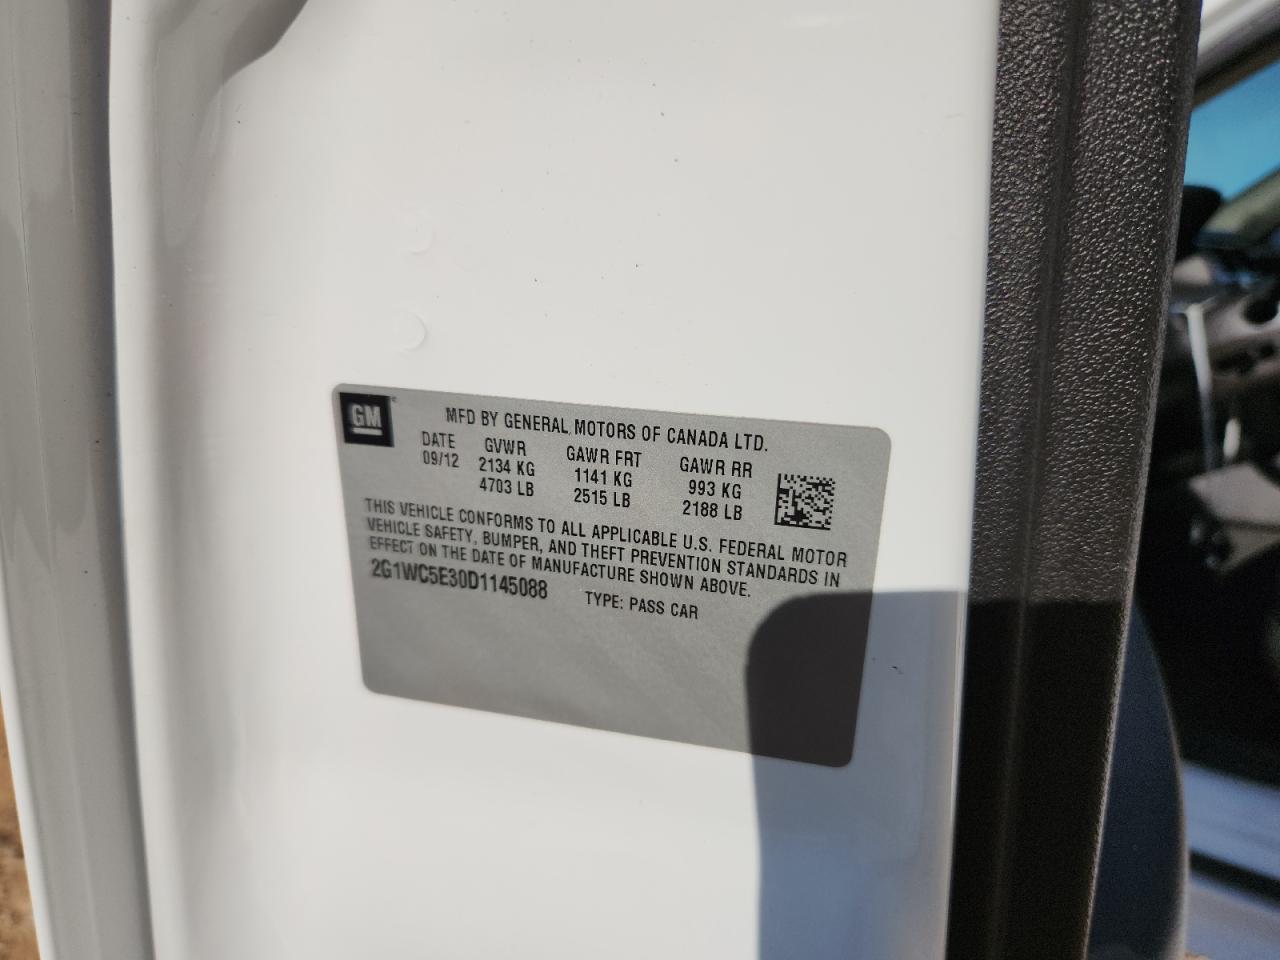 GM
MFD BY GENERAL MOTORS OF CANADA LTD.
DATE GVWR GAWR FRT GAWR RR
09/12 2134 KG 1141 KG 993 KG
4703 LB 2515 LB 2188 LB
THIS VEHICLE CONFORMS TO ALL APPLICABLE U.S. FEDERAL MOTOR
VEHICLE SAFETY, BUMPER, AND THEFT PREVENTION STANDARDS IN
EFFECT ON THE DATE OF MANUFACTURE SHOWN ABOVE.
2G1WC5E30D1145088 TYPE: PASS CAR